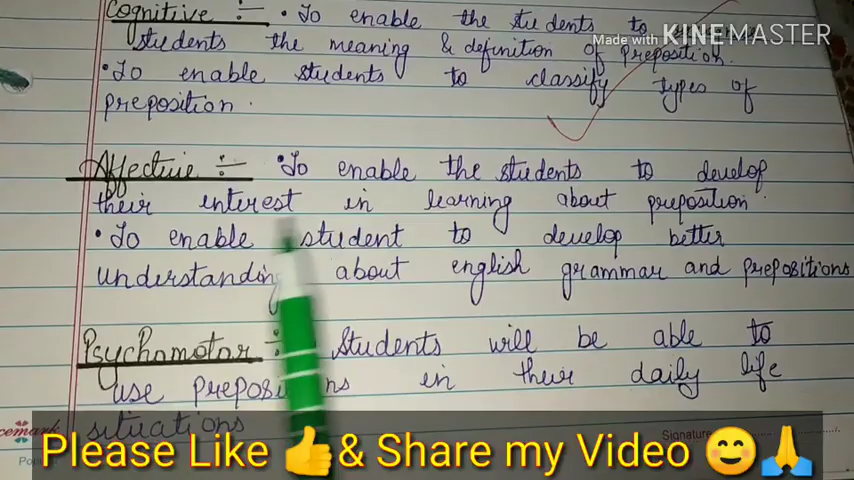 Cognitive :- • To enable the students to
students the meaning & definition of preposition.
• To enable students to classify types of
preposition.
Affective :- • To enable the students to develop
their interest in learning about preposition.
• To enable student to develop better
understanding about english grammar and prepositions
Psychomotor :- Students will be able to
use prepositions in their daily life
situations
Made with KINEMASTER
Signature
Please Like 👍 & Share my Video 😊🙏